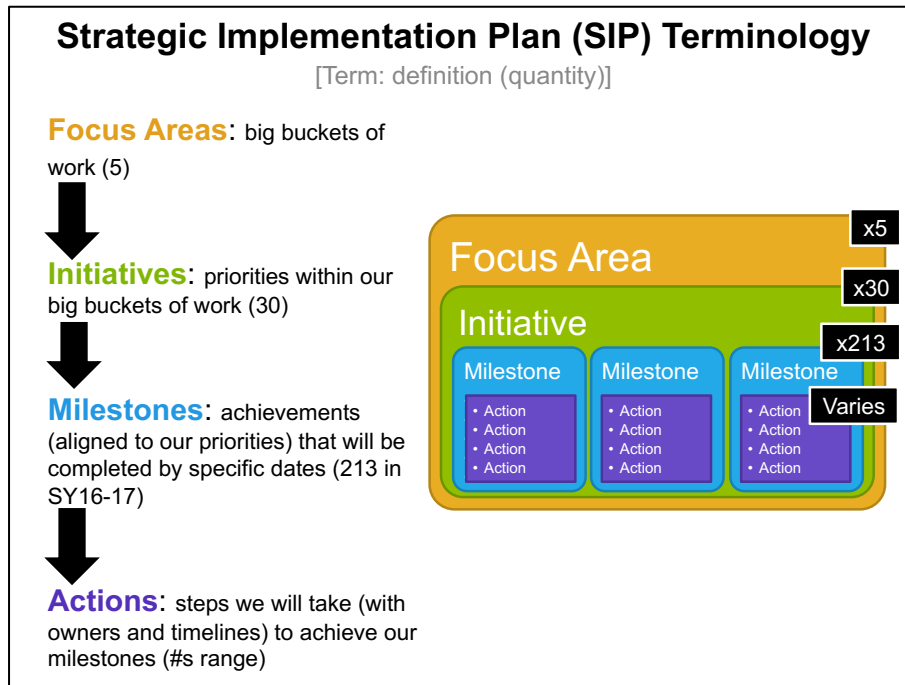 Strategic Implementation Plan (SIP) Terminology
[Term: definition (quantity)]
Focus Areas: big buckets of
work (5)
Initiatives: priorities within our
big buckets of work (30)
Milestones: achievements
(aligned to our priorities) that will be
completed by specific dates (213 in
SY16-17)
Actions: steps we will take (with
owners and timelines) to achieve our
milestones (#s range)
x5
Focus Area
x30
Initiative
x213
Milestone
Milestone
Milestone
Varies
• Action
• Action
• Action
• Action
• Action
• Action
• Action
• Action
• Action
• Action
• Action
• Action